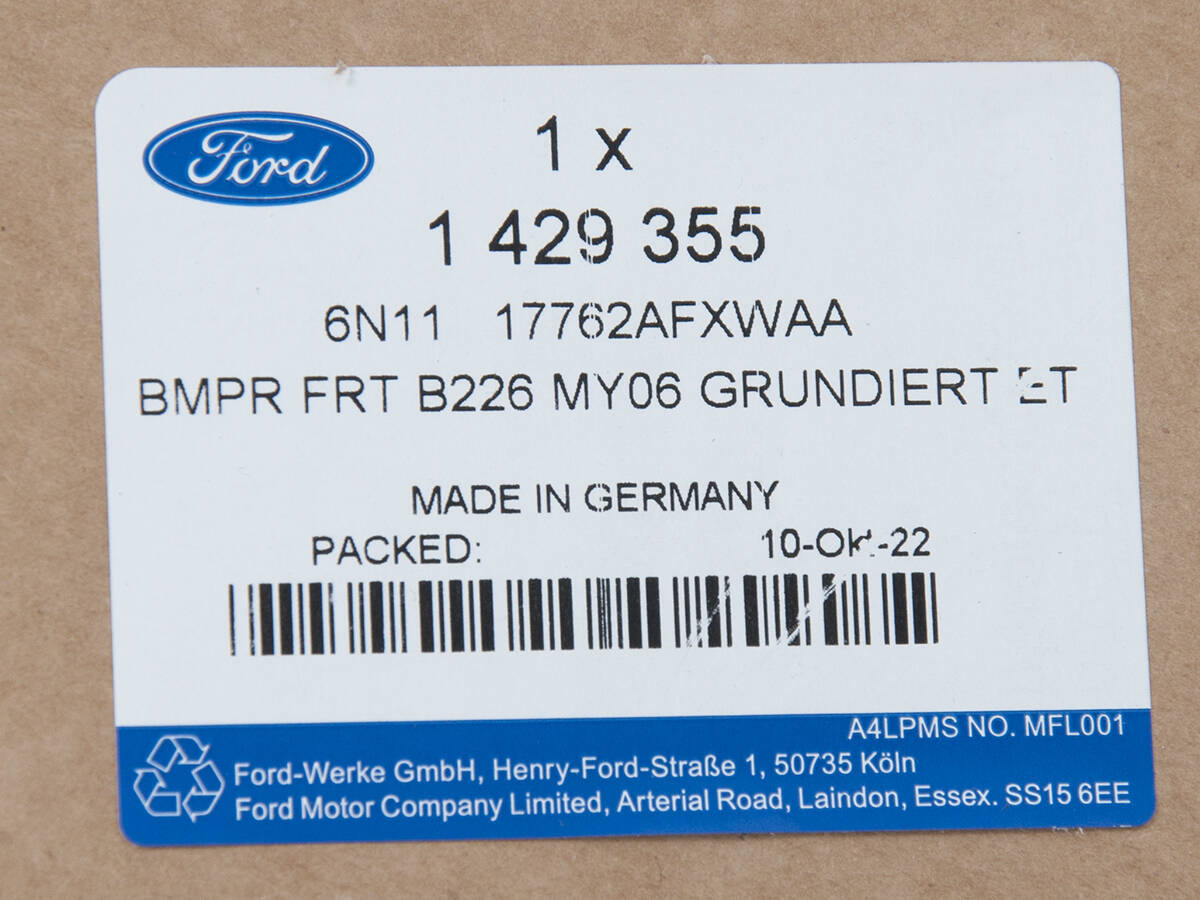 Ford
1 x
1 429 355
6N11 17762AFXWAA
BMPR FRT B226 MY06 GRUNDIERT ET
MADE IN GERMANY
PACKED: 10-Okt-22
A4LPMS NO. MFL001
Ford-Werke GmbH, Henry-Ford-Straße 1, 50735 Köln
Ford Motor Company Limited, Arterial Road, Laindon, Essex. SS15 6EE